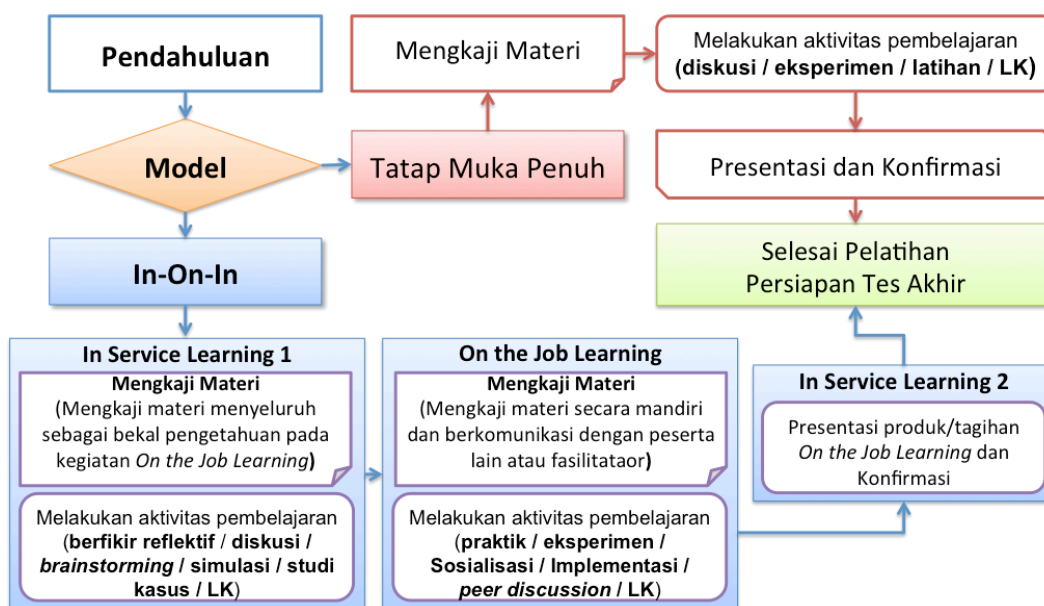 Pendahuluan
Model
Tatap Muka Penuh
Mengkaji Materi
Melakukan aktivitas pembelajaran
(diskusi / eksperimen / latihan / LK)
Presentasi dan Konfirmasi
Selesai Pelatihan
Persiapan Tes Akhir
In-On-In
In Service Learning 1
Mengkaji Materi
(Mengkaji materi menyeluruh
sebagai bekal pengetahuan pada
kegiatan On the Job Learning)
Melakukan aktivitas pembelajaran
(berfikir reflektif / diskusi /
brainstorming / simulasi / studi
kasus / LK)
On the Job Learning
Mengkaji Materi
(Mengkaji materi secara mandiri
dan berkomunikasi dengan peserta
lain atau fasilitataor)
Melakukan aktivitas pembelajaran
(praktik / eksperimen /
Sosialisasi / Implementasi /
peer discussion / LK)
In Service Learning 2
Presentasi produk/tagihan
On the Job Learning dan
Konfirmasi